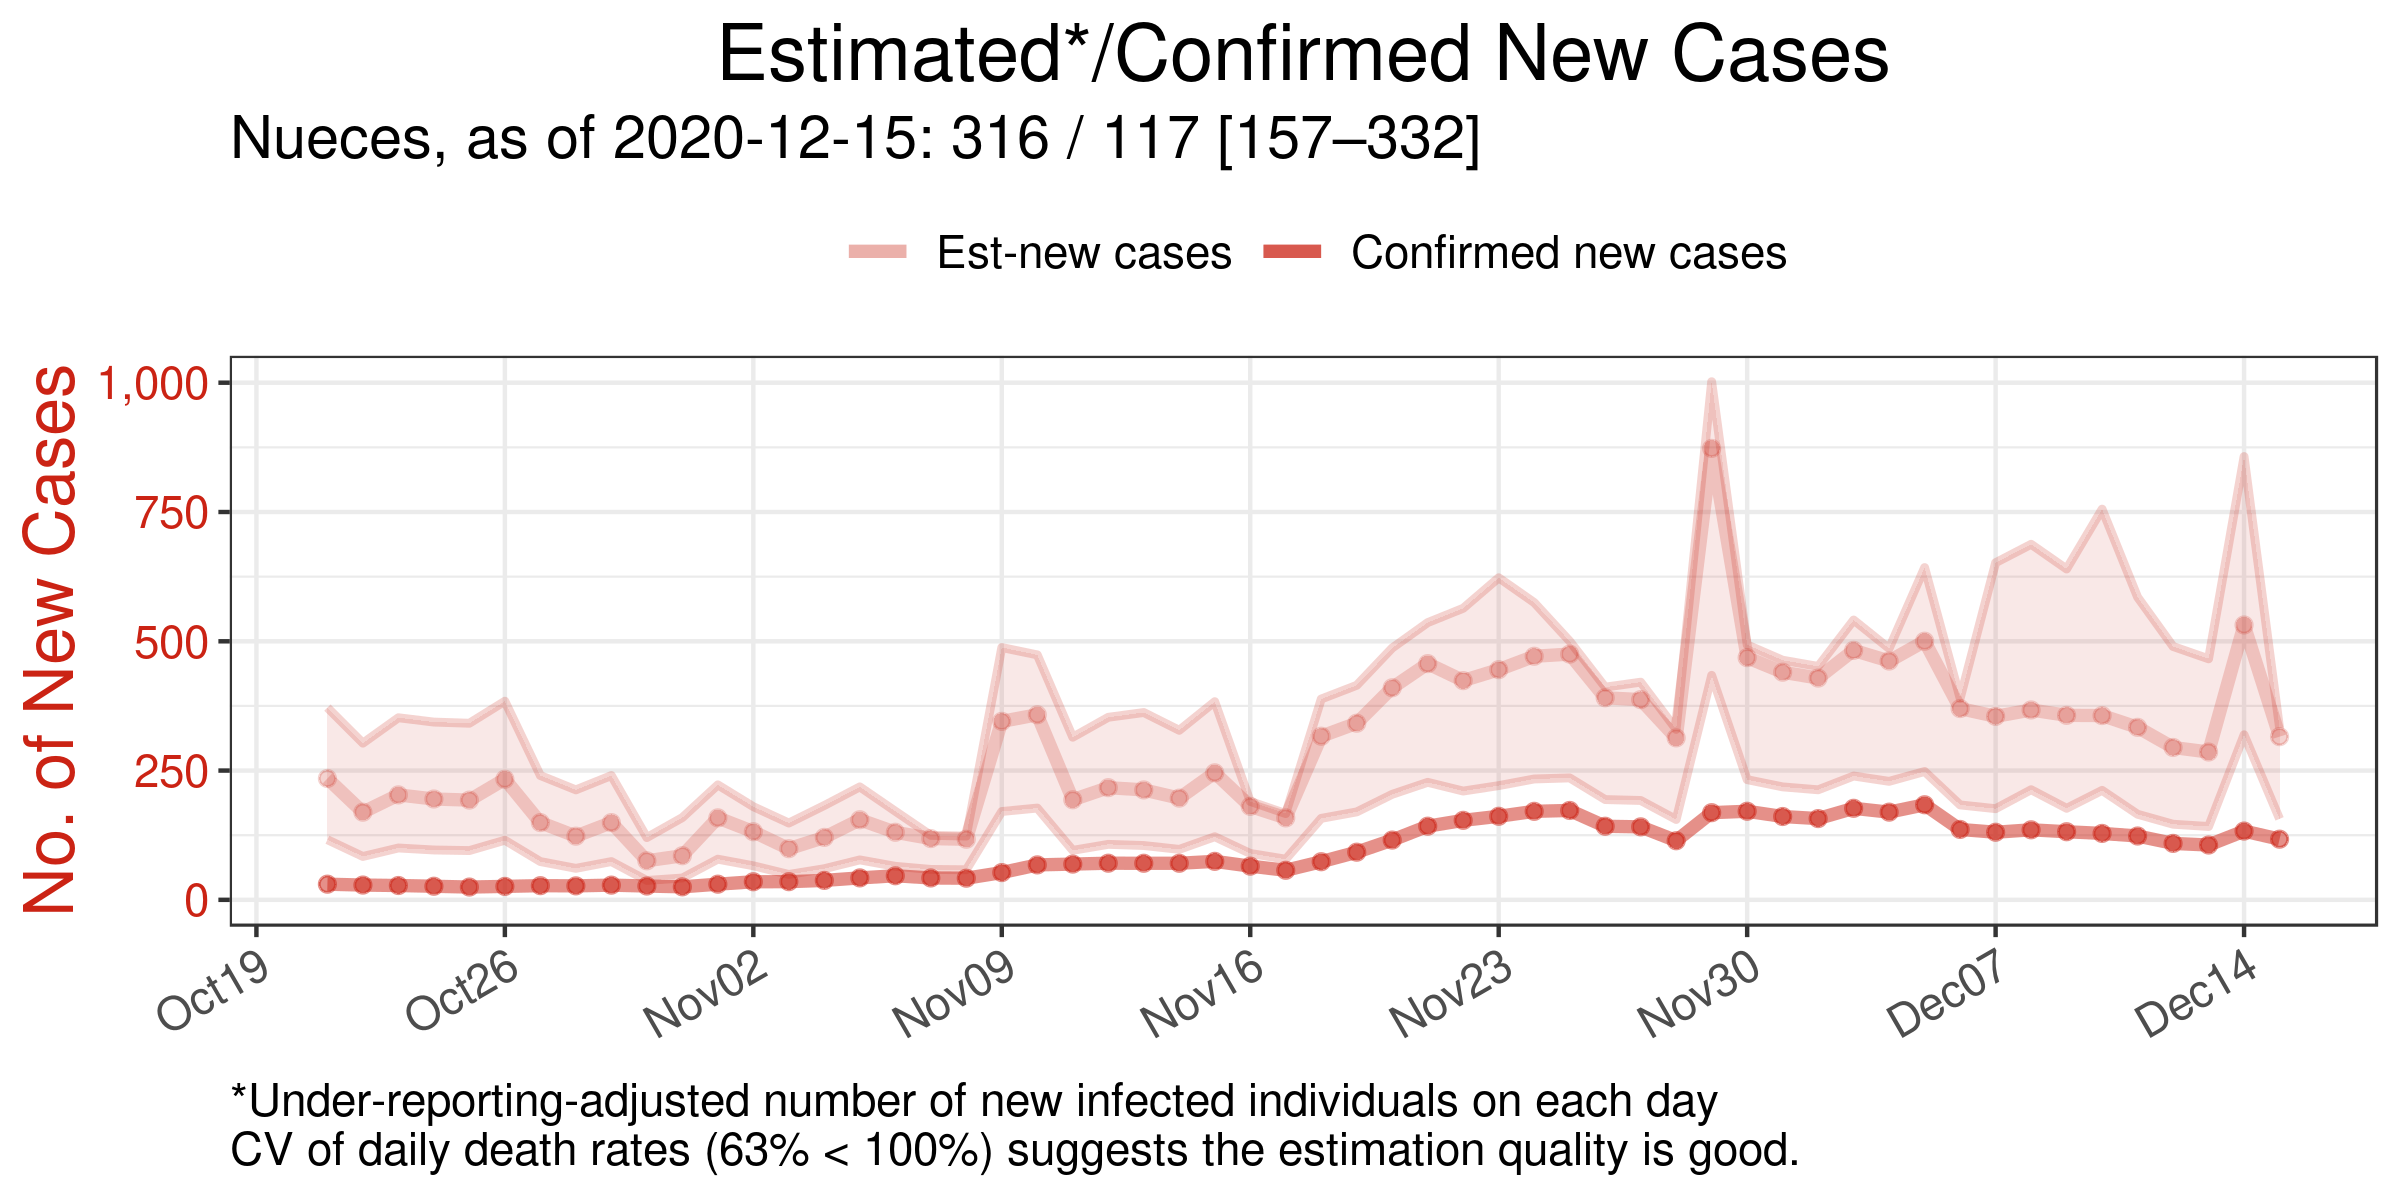 Estimated*/Confirmed New Cases
Nueces, as of 2020-12-15: 316 / 117 [157–332]
Est-new cases
Confirmed new cases
No. of New Cases
1,000
750
500
250
0
Oct19
Oct26
Nov02
Nov09
Nov16
Nov23
Nov30
Dec07
Dec14
*Under-reporting-adjusted number of new infected individuals on each day
CV of daily death rates (63% < 100%) suggests the estimation quality is good.